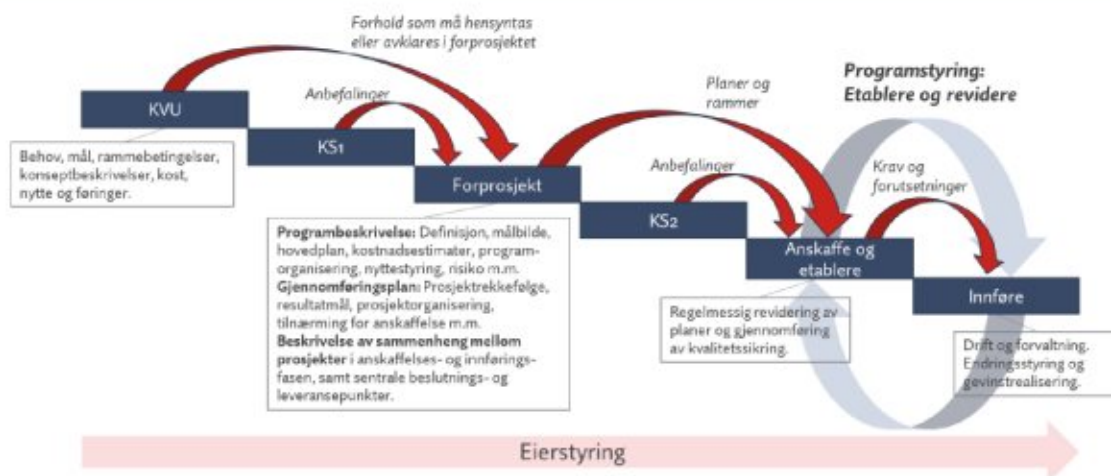 Forhold som må hensyntas
eller avklares i forprosjektet
Programstyring:
Etablere og revidere
Planer og
rammer
KVU
Anbefalinger
Behov, mål, rammebetingelser,
konseptbeskrivelser, kost,
nytte og føringer.
KS1
Forprosjekt
Anbefalinger
Krav og
forutsetninger
Programbeskrivelse: Definisjon, målbilde,
hovedplan, kostnadsestimater, program-
organisering, nyttestyring, risiko m.m.
Gjennomføringsplan: Prosjektrekkefølge,
resultatmål, prosjektorganisering,
tilnærming for anskaffelse m.m.
Beskrivelse av sammenheng mellom
prosjekter i anskaffelses- og innførings-
fasen, samt sentrale beslutnings- og
leveransepunkter.
KS2
Anskaffe og
etablere
Regelmessig revidering av
planer og gjennomføring
av kvalitetssikring.
Innføre
Drift og forvaltning.
Endringsstyring og
gevinstrealisering.
Eierstyring